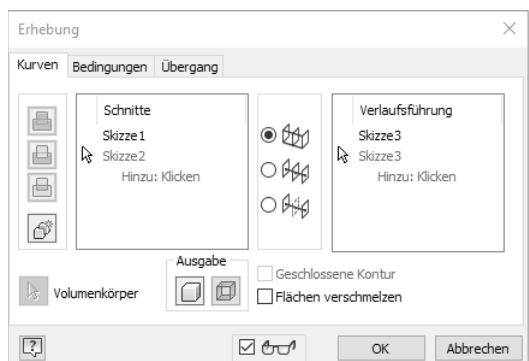 Erhebung
Kurven Bedingungen Übergang
Schnitte
Skizze1
Skizze2
Hinzu: Klicken
Verlaufsführung
Skizze3
Skizze3
Hinzu: Klicken
Volumenkörper
Ausgabe
Geschlossene Kontur
Flächen verschmelzen
?
OK Abbrechen